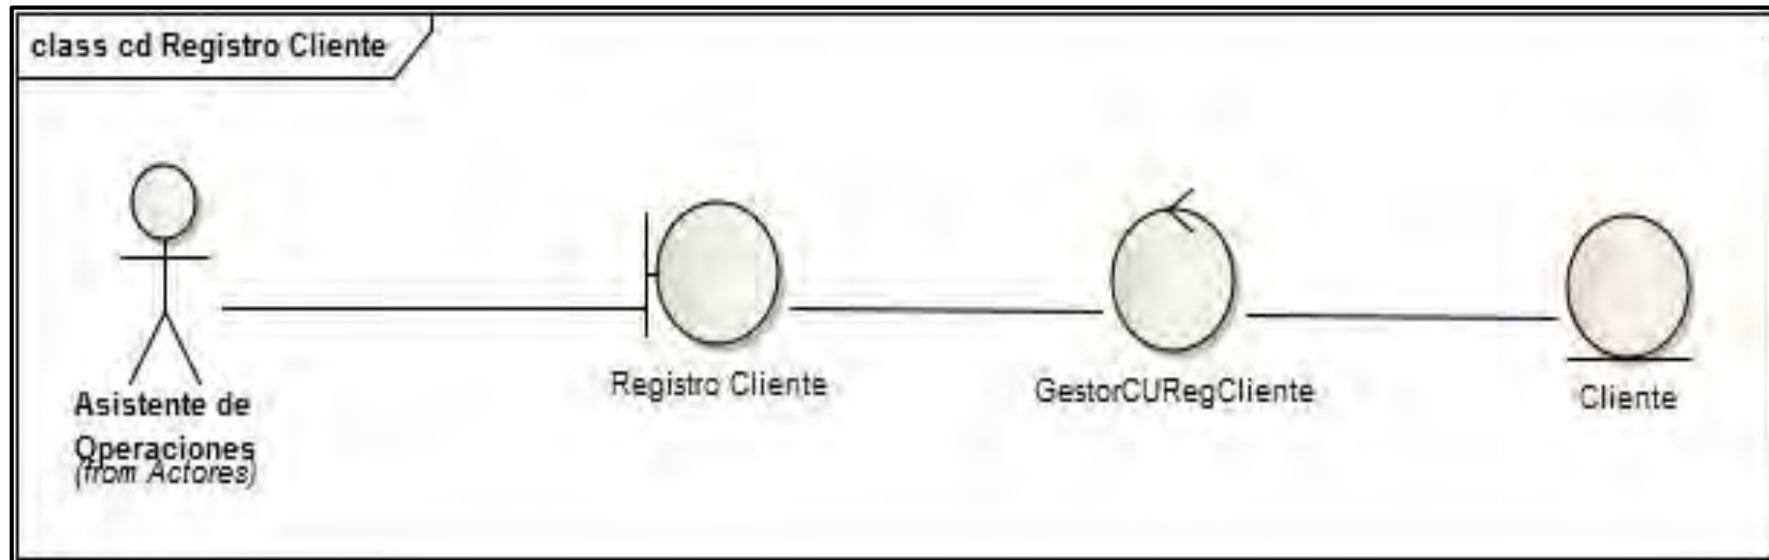 class cd Registro Cliente
Asistente de
Operaciones
(from Actores)
Registro Cliente
GestorCURegCliente
Cliente